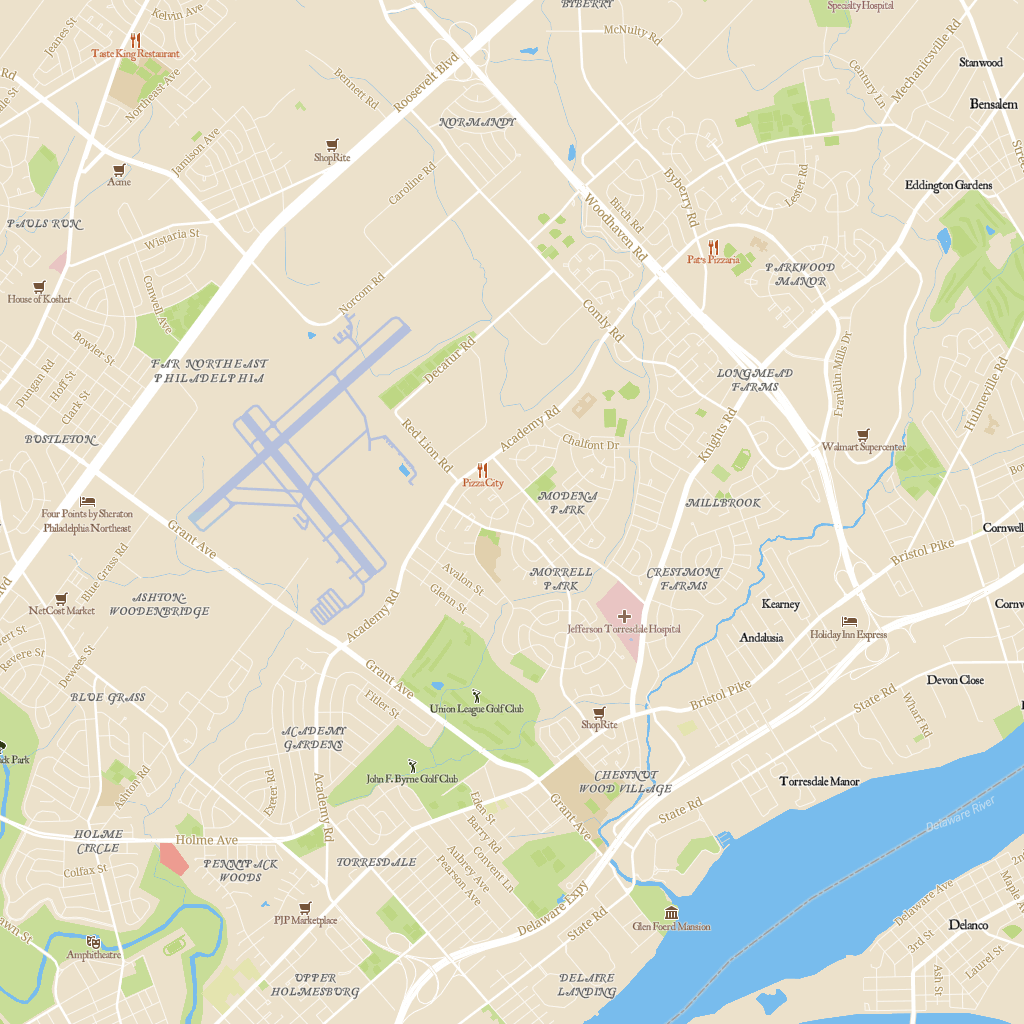 BYBERRY
Specialty Hospital
Jeanes St
Kelvin Ave
McNulty Rd
Taste King Restaurant
Roosevelt Blvd
Mechanicsville Rd
Stanwood
Bennett Rd
Century Ln
Northeast Ave
Bensalem
NORMANDY
Jamison Ave
ShopRite
Acme
Caroline Rd
Byberry Rd
Lester Rd
Eddington Gardens
PAULS RUN
Wistaria St
Birch Rd
Woodhaven Rd
Pat's Pizzaria
PARKWOOD
MANOR
House of Kosher
Norcom Rd
Conwell Ave
Comly Rd
Bowler St
Decatur Rd
FAR NORTHEAST
PHILADELPHIA
LONGMEAD
FARMS
Franklin Mills Dr
Dungan Rd
Hoff St
Clark St
Hulmeville Rd
Red Lion Rd
Academy Rd
Chalfont Dr
Knights Rd
BUSTLETON
Walmart Supercenter
Pizza City
MODENA
PARK
MILLBROOK
Four Points by Sheraton
Philadelphia Northeast
Grant Ave
Cornwell
Bristol Pike
Blue Grass Rd
Avalon St
MORRELL
PARK
CRESTMONT
FARMS
Glenn St
ASHTON-
WOODENBRIDGE
NetCost Market
Academy Rd
Kearney
Jefferson Torresdale Hospital
Holiday Inn Express
Andalusia
Revere St
Dewees St
Grant Ave
Devon Close
BLUE GRASS
Fitler St
Union League Golf Club
Bristol Pike
State Rd
Wharf Rd
ShopRite
ACADEMY
GARDENS
Ashton Rd
Exeter Rd
Academy Rd
John F. Byrne Golf Club
CHESTNUT
WOOD VILLAGE
Torresdale Manor
Eden St
Grant Ave
State Rd
Delaware River
HOLME
CIRCLE
Holme Ave
Barry Rd
Colfax St
PENNYPACK
WOODS
TORRESDALE
Aubrey Ave
Convent Ln
Pearson Ave
Delaware Expy
State Rd
PJP Marketplace
Glen Foerd Mansion
Delaware Ave
Delanco
3rd St
Amphitheatre
Laurel St
Ash St
UPPER
HOLMESBURG
DELAIRE
LANDING